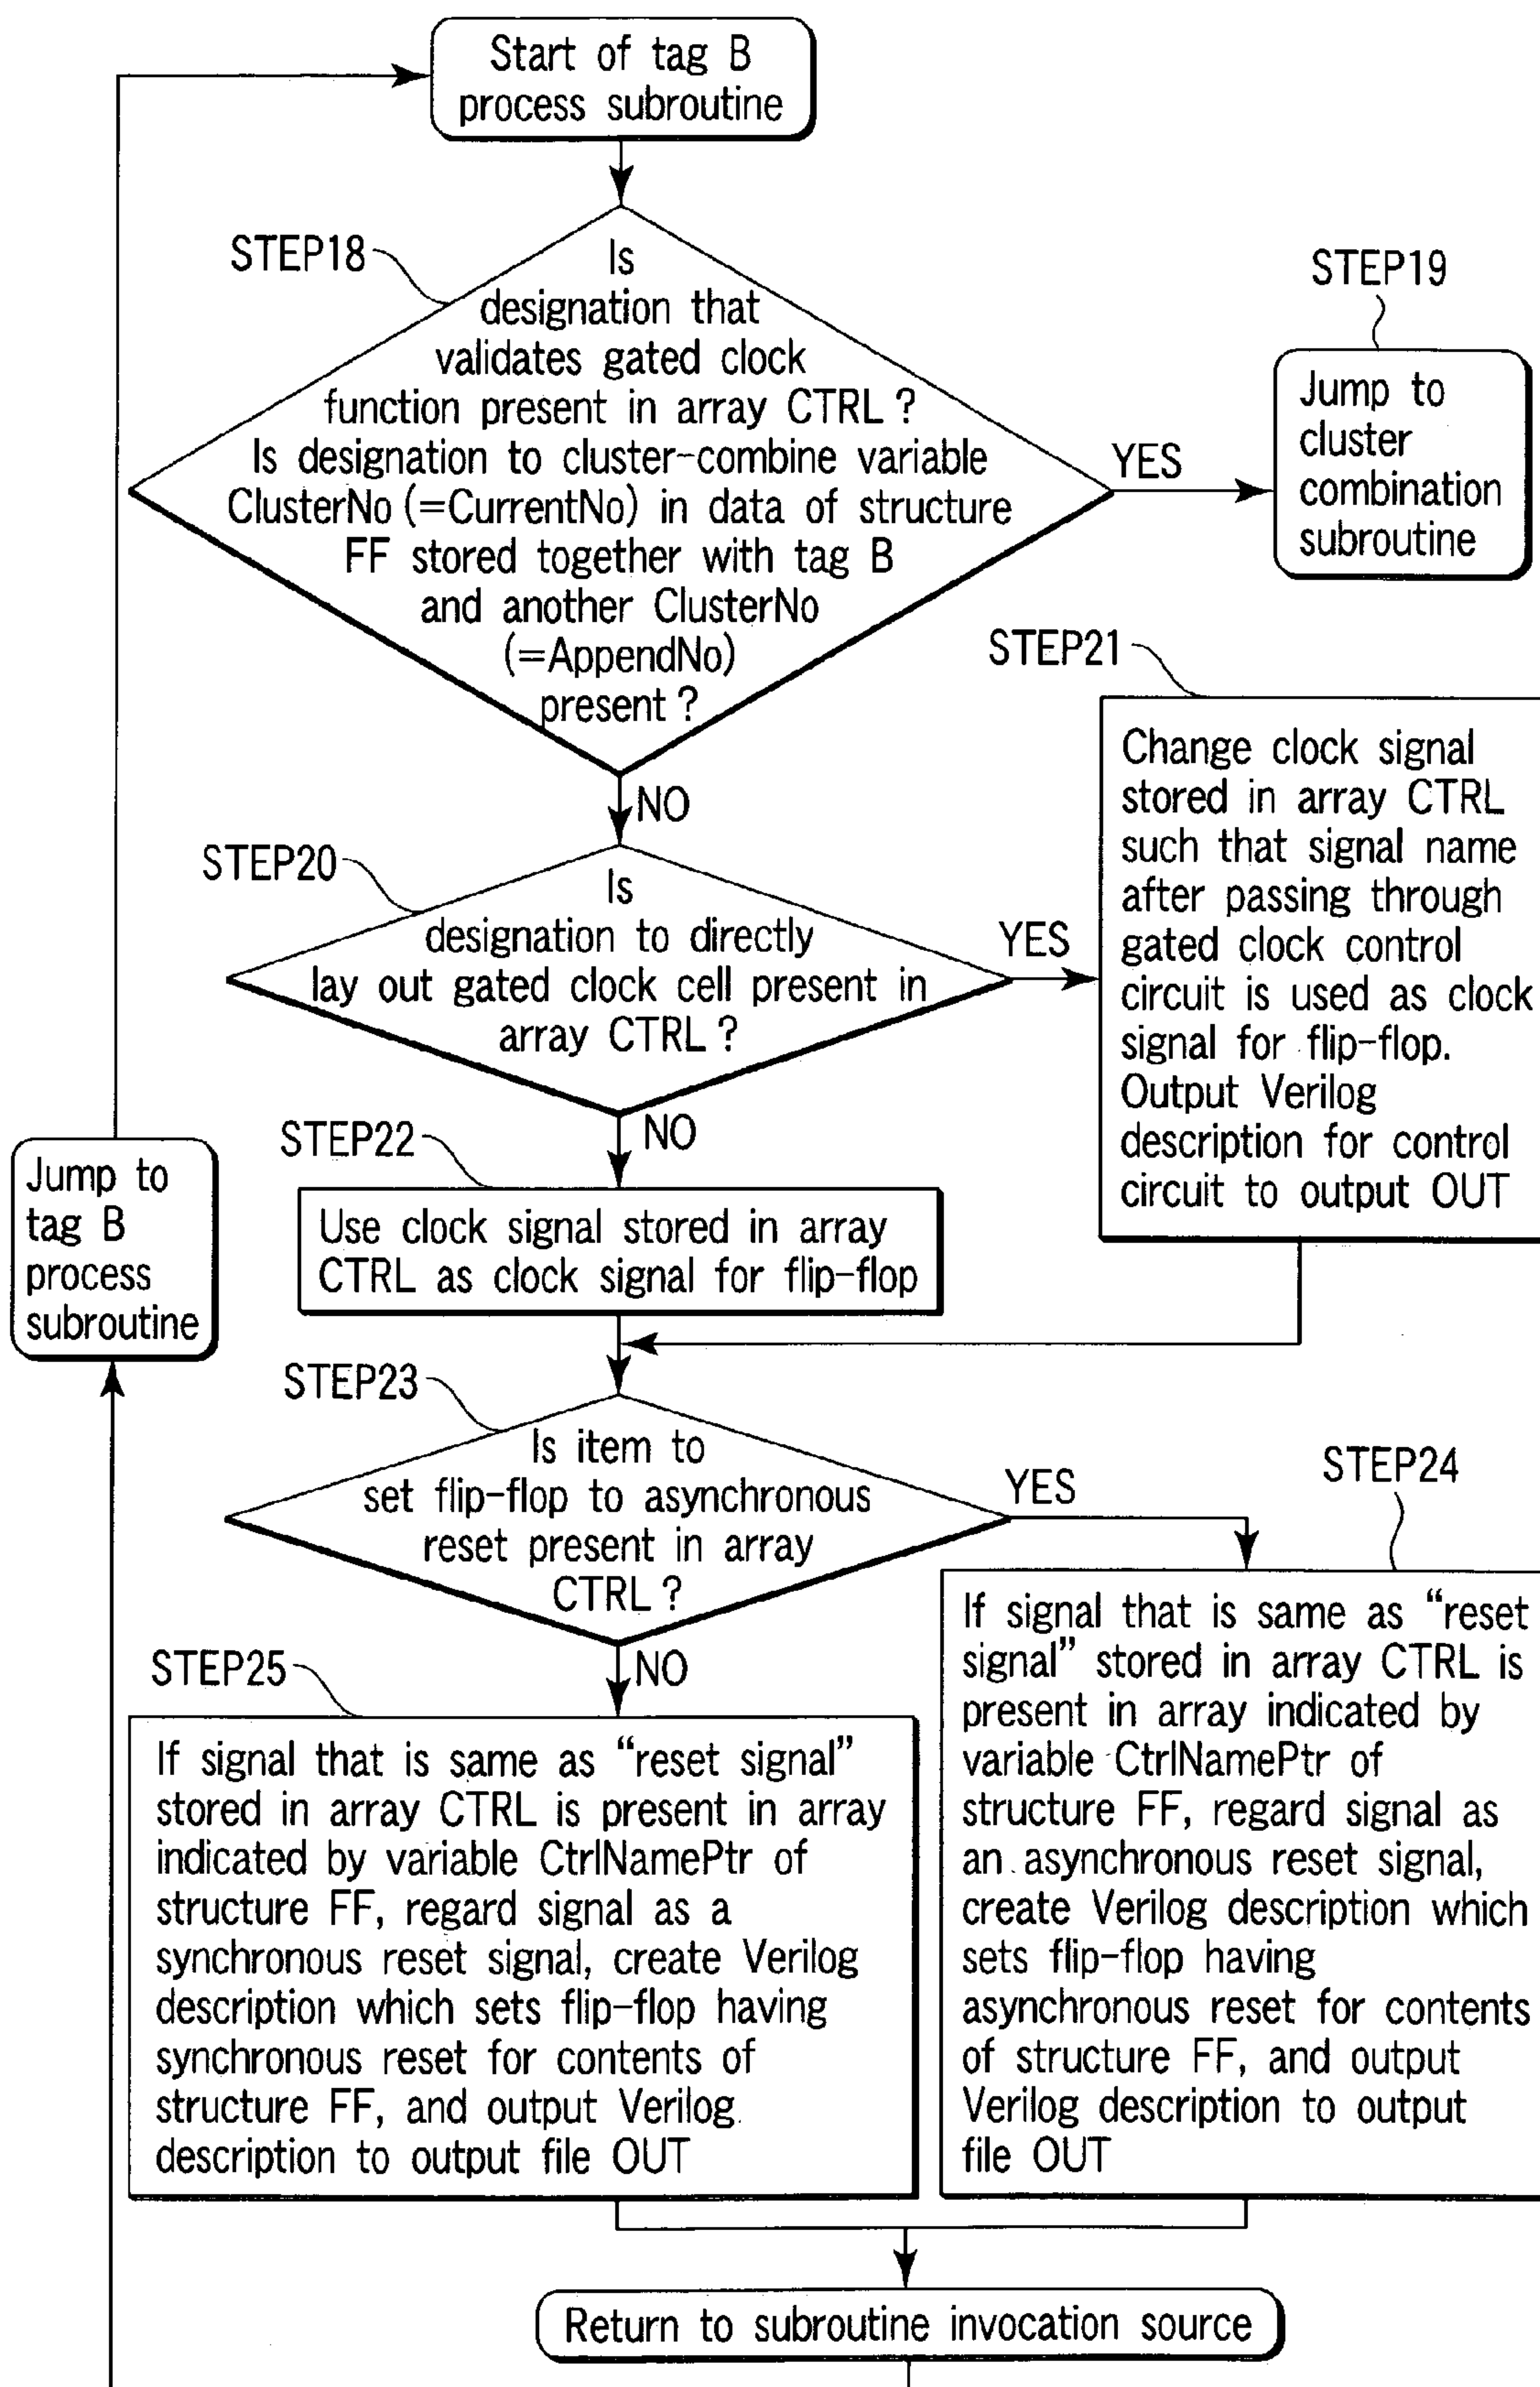 Start of tag B
process subroutine
STEP18
Is
designation that
validates gated clock
function present in array CTRL ?
Is designation to cluster-combine variable
ClusterNo (=CurrentNo) in data of structure
FF stored together with tag B
and another ClusterNo
(=AppendNo)
present ?
YES
STEP19
Jump to
cluster
combination
subroutine
NO
STEP20
Is
designation to directly
lay out gated clock cell present in
array CTRL ?
YES
STEP21
Change clock signal
stored in array CTRL
such that signal name
after passing through
gated clock control
circuit is used as clock
signal for flip-flop.
Output Verilog
description for control
circuit to output OUT
NO
STEP22
Use clock signal stored in array
CTRL as clock signal for flip-flop
Jump to
tag B
process
subroutine
STEP23
Is item to
set flip-flop to asynchronous
reset present in array
CTRL ?
YES
STEP24
If signal that is same as “reset
signal” stored in array CTRL is
present in array indicated by
variable CtrlNamePtr of
structure FF, regard signal as
an asynchronous reset signal,
create Verilog description which
sets flip-flop having
asynchronous reset for contents
of structure FF, and output
Verilog description to output
file OUT
NO
STEP25
If signal that is same as “reset signal”
stored in array CTRL is present in array
indicated by variable CtrlNamePtr of
structure FF, regard signal as a
synchronous reset signal, create Verilog
description which sets flip-flop having
synchronous reset for contents of
structure FF, and output Verilog
description to output file OUT
Return to subroutine invocation source